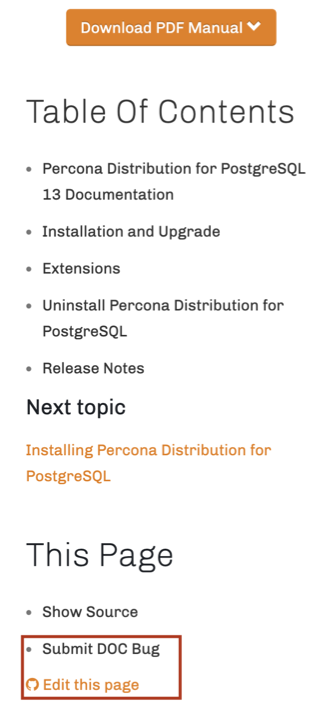 Download PDF Manual
Table Of Contents
Percona Distribution for PostgreSQL
13 Documentation
Installation and Upgrade
Extensions
Uninstall Percona Distribution for
PostgreSQL
Release Notes
Next topic
Installing Percona Distribution for
PostgreSQL
This Page
Show Source
Submit DOC Bug
Edit this page